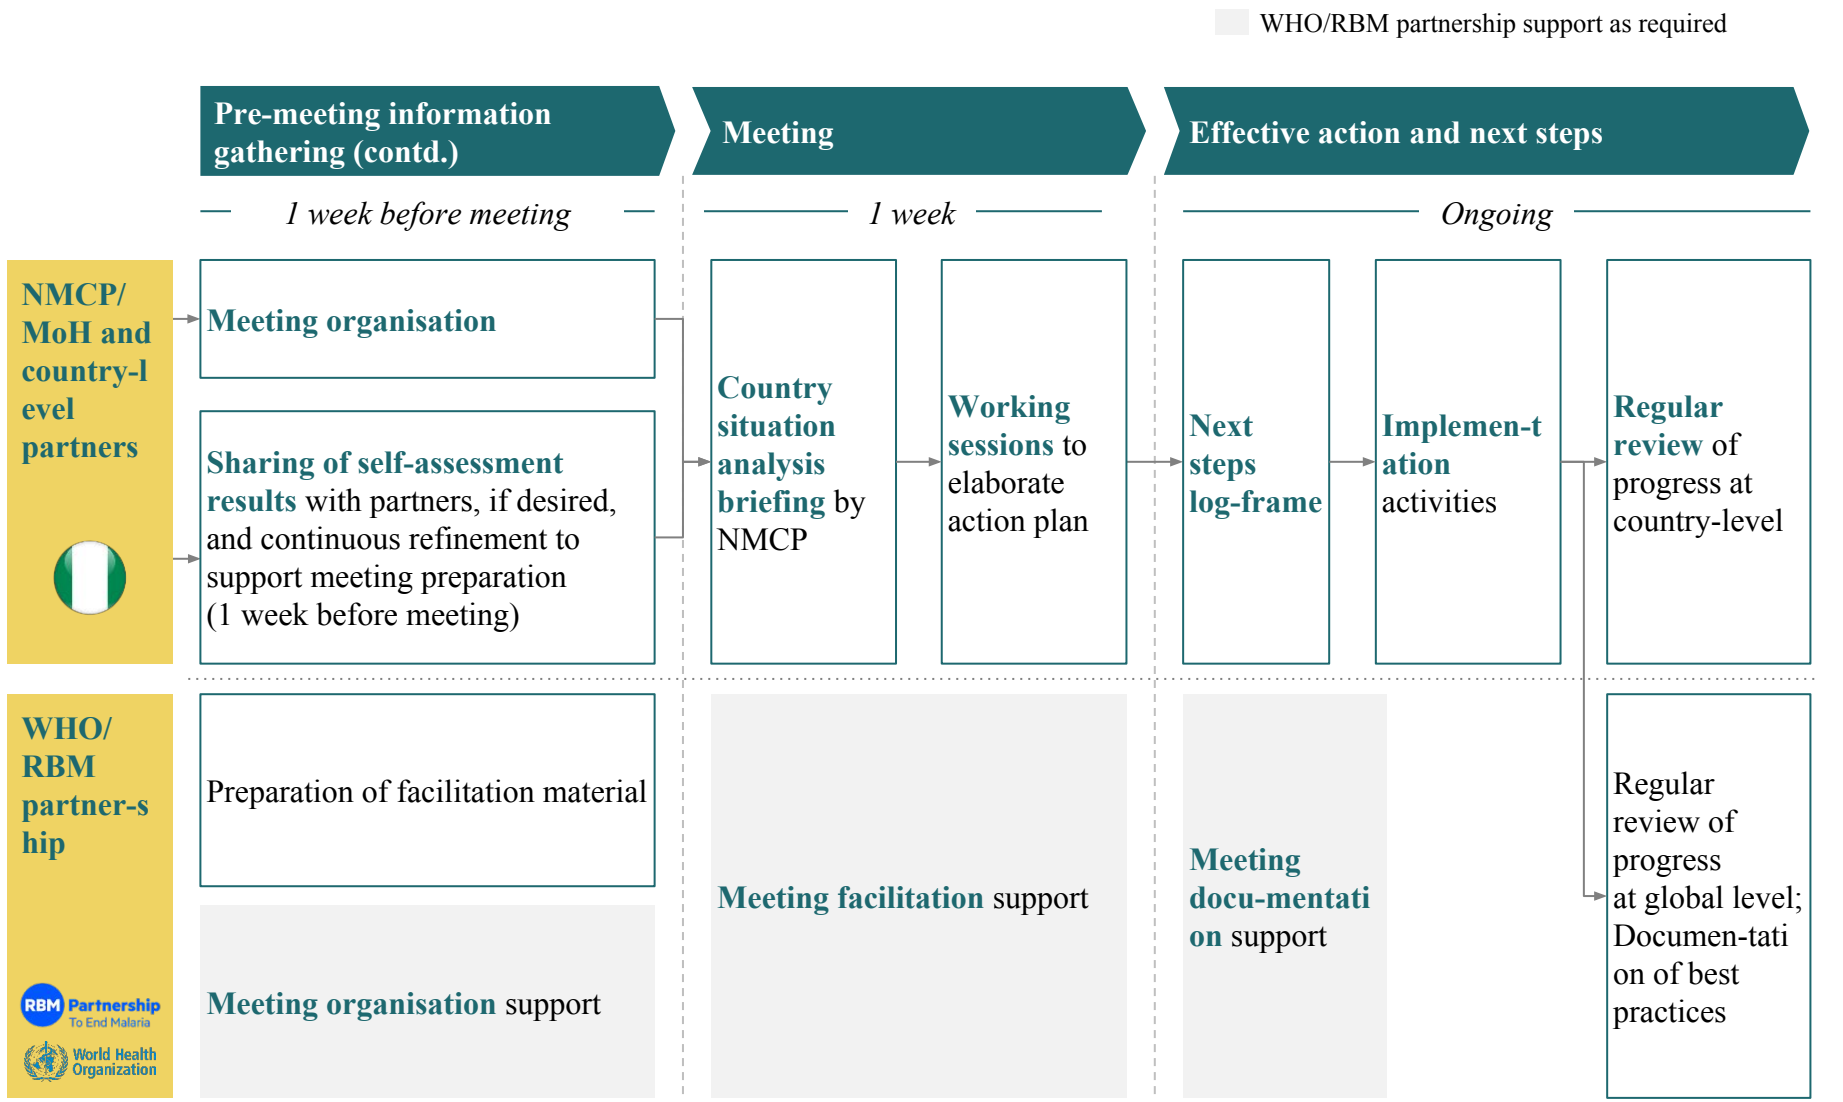 WHO/RBM partnership support as required
Pre-meeting information
gathering (contd.)
Meeting
Effective action and next steps
1 week before meeting
1 week
Ongoing
NMCP/
MoH and
country-l
evel
partners
Meeting organisation
Sharing of self-assessment
results with partners, if desired,
and continuous refinement to
support meeting preparation
(1 week before meeting)
Country
situation
analysis
briefing by
NMCP
Working
sessions to
elaborate
action plan
Next
steps
log-frame
Implemen-t
ation
activities
Regular
review of
progress at
country-level
WHO/
RBM
partner-s
hip
RBM Partnership
To End Malaria
World Health
Organization
Preparation of facilitation material
Meeting organisation support
Meeting facilitation support
Meeting
docu-mentati
on support
Regular
review of
progress
at global level;
Documen-tati
on of best
practices